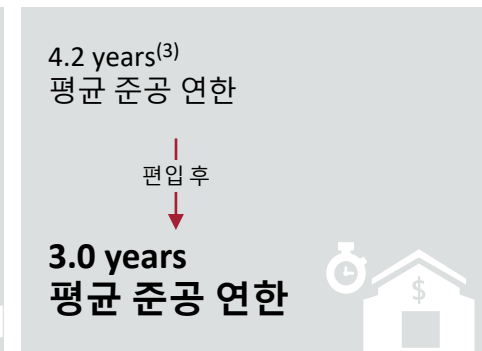 4.2 years(3)
평균 준공 연한
편입 후
3.0 years
평균 준공 연한
$